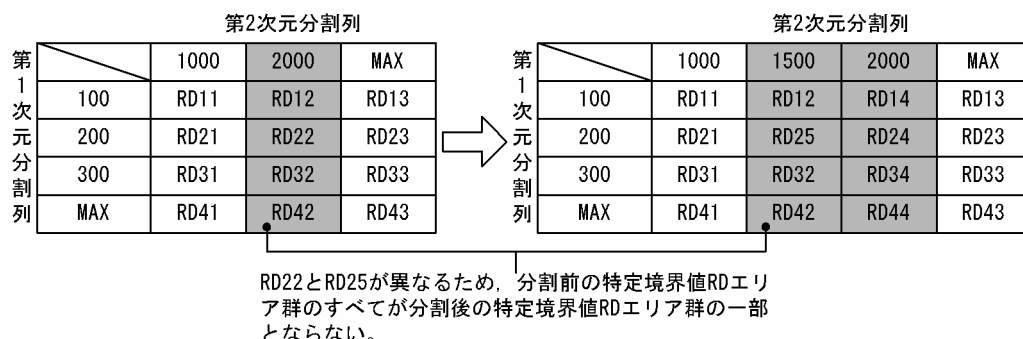 第2次元分割列 第2次元分割列
第1次元分割列
1000 2000 MAX
100 RD11 RD12 RD13
200 RD21 RD22 RD23
300 RD31 RD32 RD33
MAX RD41 RD42 RD43
第1次元分割列
1000 1500 2000 MAX
100 RD11 RD12 RD14 RD13
200 RD21 RD25 RD24 RD23
300 RD31 RD32 RD34 RD33
MAX RD41 RD42 RD44 RD43
RD22とRD25が異なるため，分割前の特定境界値RDエリ
ア群のすべてが分割後の特定境界値RDエリア群の一部
とならない。